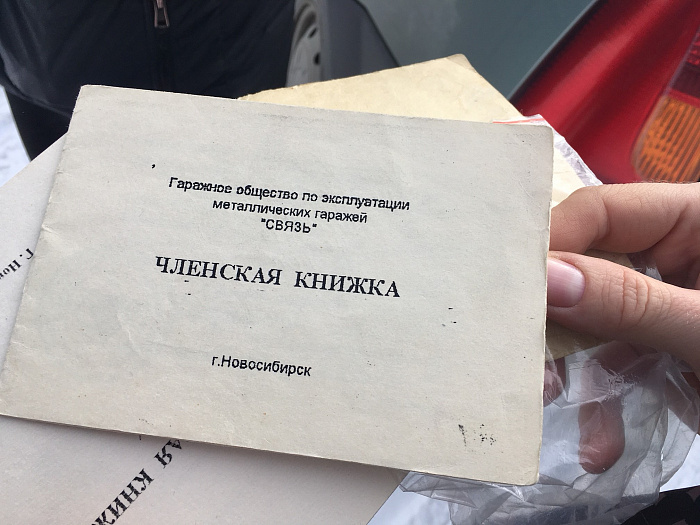 Гаражное общество по эксплуатации
металлических гаражей
"СВЯЗЬ"
ЧЛЕНСКАЯ КНИЖКА
г.Новосибирск